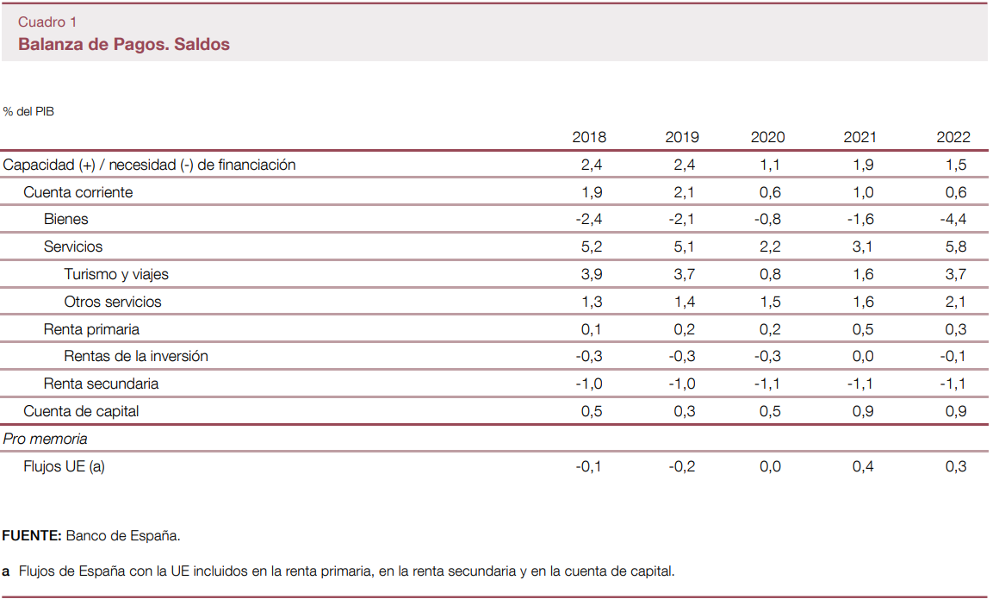 Cuadro 1
Balanza de Pagos. Saldos
% del PIB
2018 2019 2020 2021 2022
Capacidad (+) / necesidad (-) de financiación 2,4 2,4 1,1 1,9 1,5
Cuenta corriente 1,9 2,1 0,6 1,0 0,6
Bienes -2,4 -2,1 -0,8 -1,6 -4,4
Servicios 5,2 5,1 2,2 3,1 5,8
Turismo y viajes 3,9 3,7 0,8 1,6 3,7
Otros servicios 1,3 1,4 1,5 1,6 2,1
Renta primaria 0,1 0,2 0,2 0,5 0,3
Rentas de la inversión -0,3 -0,3 -0,3 0,0 -0,1
Renta secundaria -1,0 -1,0 -1,1 -1,1 -1,1
Cuenta de capital 0,5 0,3 0,5 0,9 0,9
Pro memoria
Flujos UE (a) -0,1 -0,2 0,0 0,4 0,3
FUENTE: Banco de España.
a Flujos de España con la UE incluidos en la renta primaria, en la renta secundaria y en la cuenta de capital.